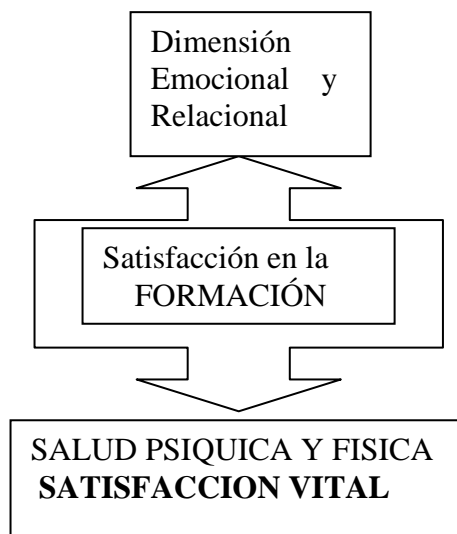 Dimensión
Emocional y
Relacional
Satisfacción en la
FORMACIÓN
SALUD PSIQUICA Y FISICA
SATISFACCION VITAL